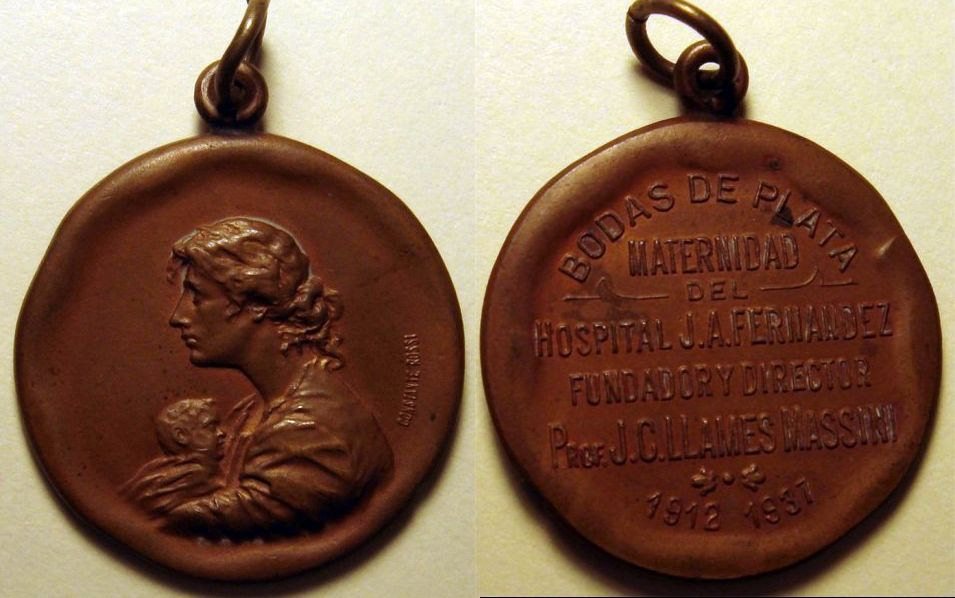 CONSTANTE ROSSI
BODAS DE PLATA
MATERNIDAD
DEL
HOSPITAL J.A. FERNANDEZ
FUNDADOR Y DIRECTOR
PROF. J.C. LLAMES MASSINI
1912 1937